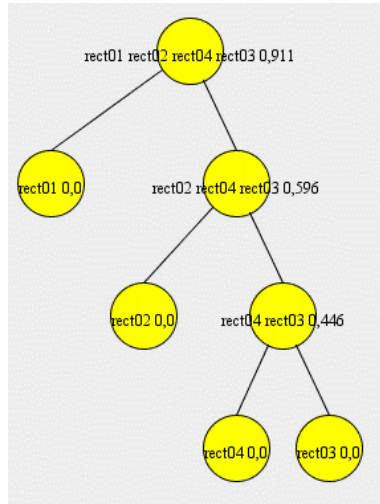 rect01 rect02 rect04 rect03 0,911
rect01 0,0
rect02 rect04 rect03 0,596
rect02 0,0
rect04 rect03 0,446
rect04 0,0
rect03 0,0